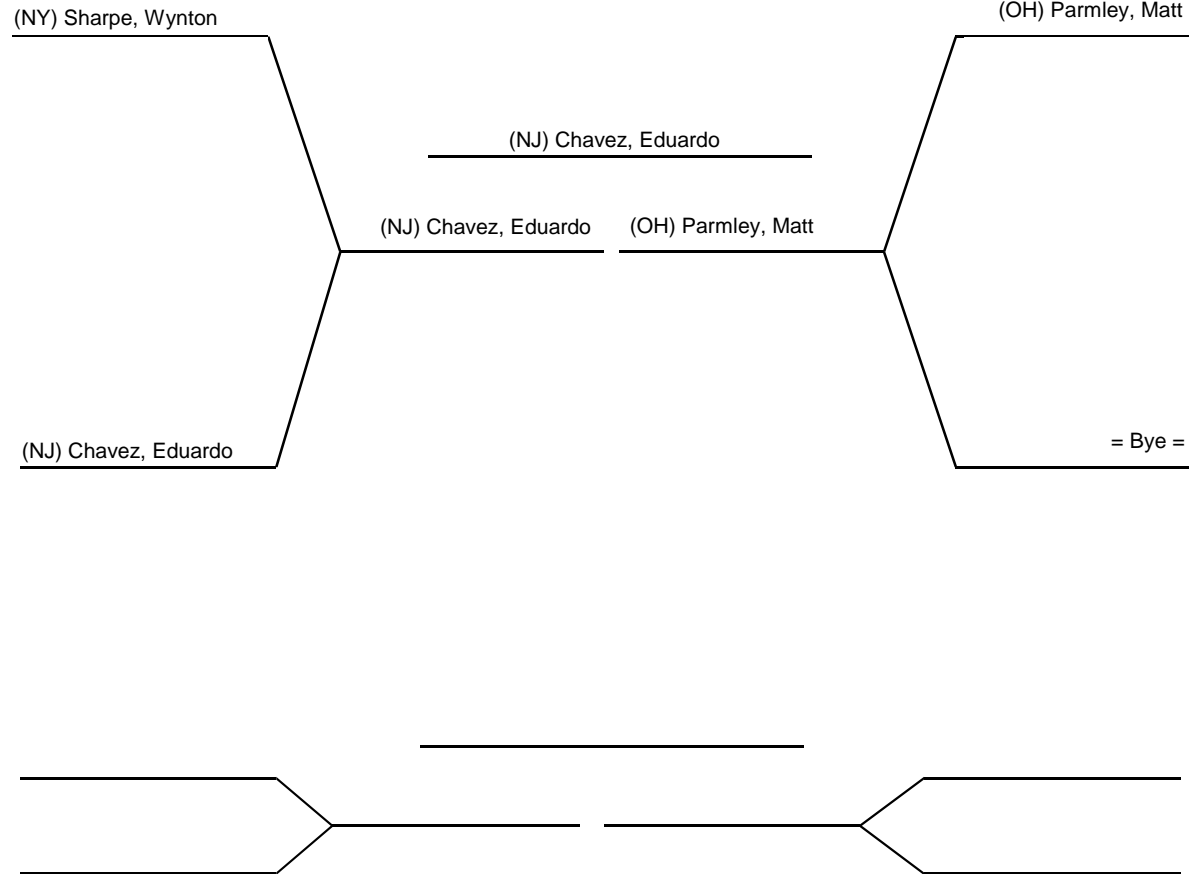 (NY) Sharpe, Wynton
(OH) Parmley, Matt
(NJ) Chavez, Eduardo
(NJ) Chavez, Eduardo
(OH) Parmley, Matt
(NJ) Chavez, Eduardo
= Bye =